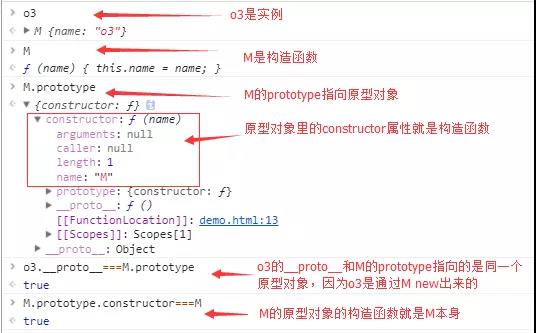 > o3
o3是实例
< ▶ M {name: "o3"}
> M
M是构造函数
< ƒ (name) { this.name = name; }
> M.prototype
M的prototype指向原型对象
< ▼ {constructor: ƒ} i
▼ constructor: ƒ (name)
arguments: null
caller: null
length: 1
name: "M"
原型对象里的constructor属性就是构造函数
▶ prototype: {constructor: ƒ}
▶ __proto__: ƒ ()
[[FunctionLocation]]: demo.html:13
▶ [[Scopes]]: Scopes[1]
▶ __proto__: Object
> o3.__proto__===M.prototype
o3的__proto__和M的prototype指向的是同一个
原型对象，因为o3是通过M new出来的
< true
> M.prototype.constructor===M
M的原型对象的构造函数就是M本身
< true